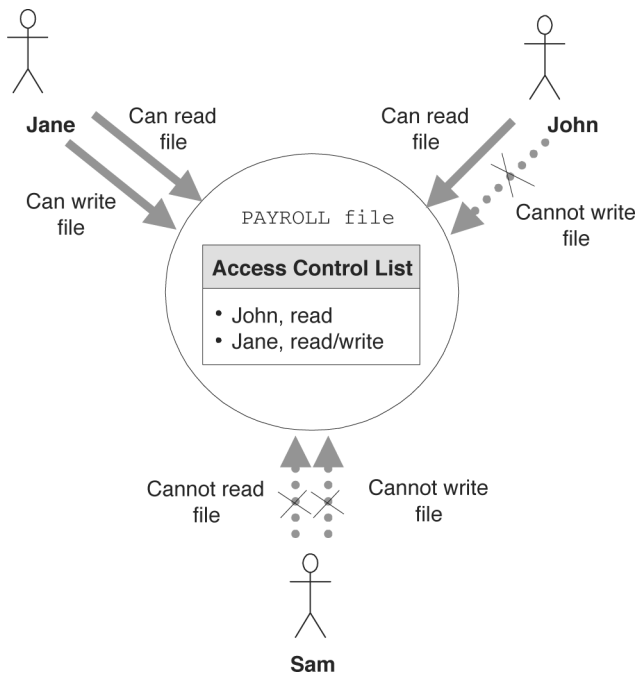 Jane
Can read
file
Can write
file
John
Can read
file
Cannot write
file
PAYROLL file
Access Control List
• John, read
• Jane, read/write
Cannot read
file
Cannot write
file
Sam